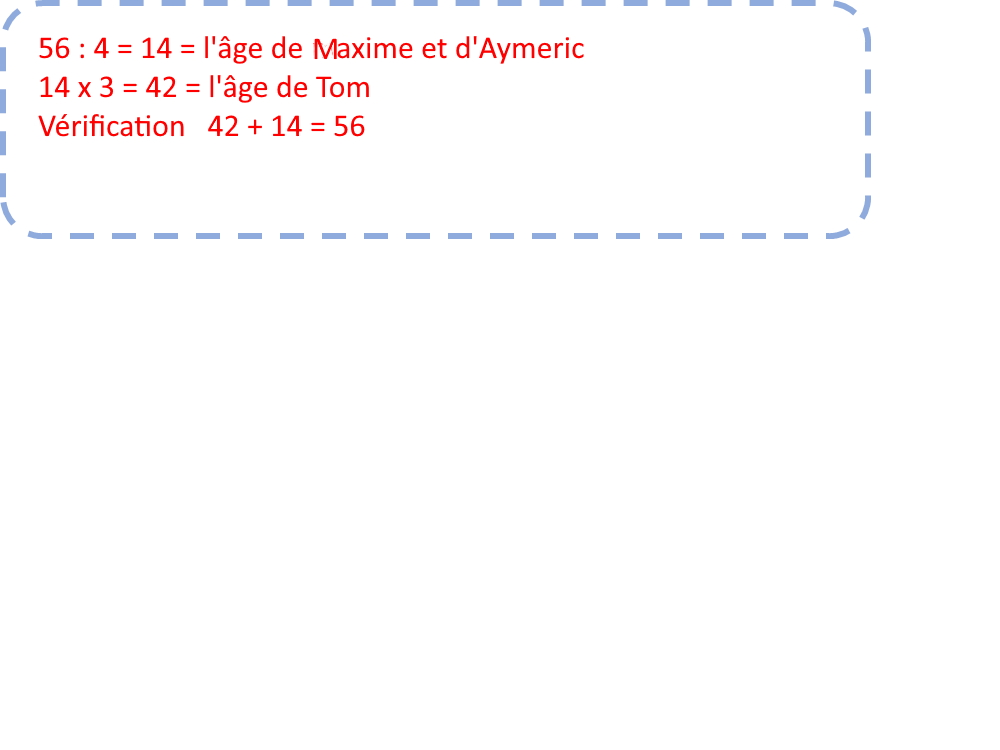 56 : 4 = 14 = l'âge de Maxime et d'Aymeric
14 x 3 = 42 = l'âge de Tom
Vérification   42 + 14 = 56